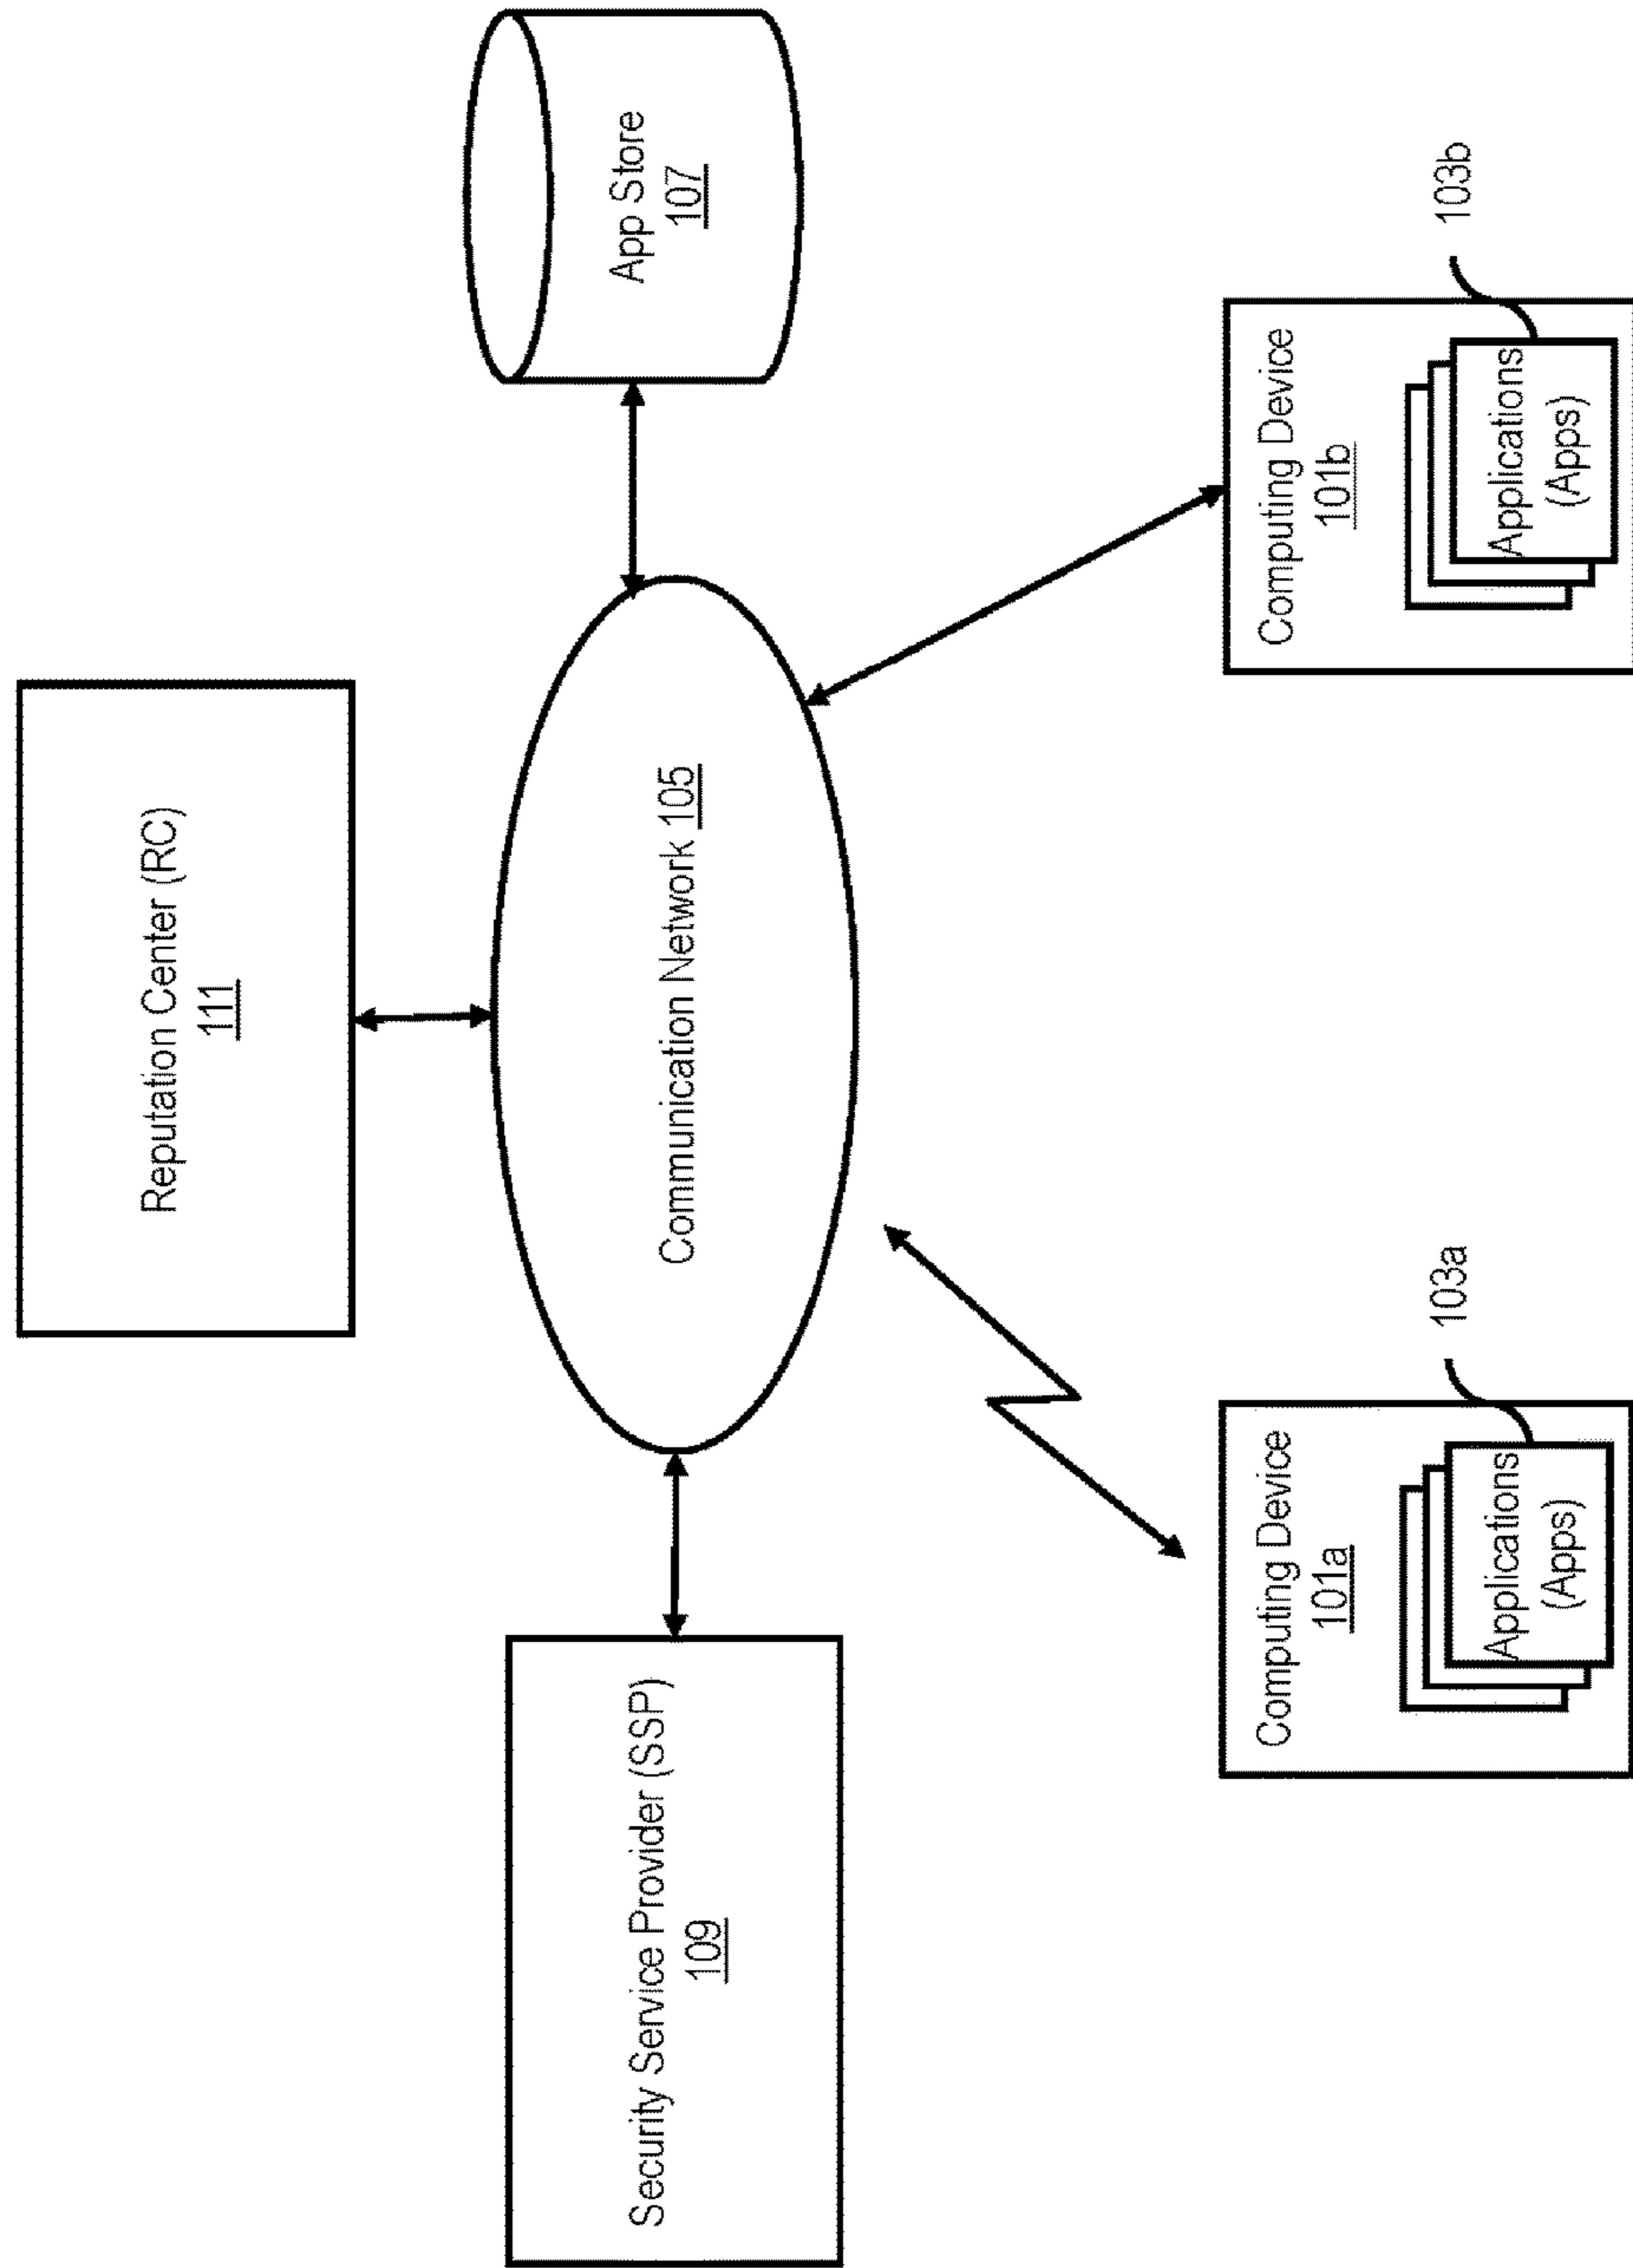 Reputation Center (RC)
111
Security Service Provider (SSP)
109
Communication Network 105
App Store
107
Computing Device
101a
Applications
(Apps)
103a
Computing Device
101b
Applications
(Apps)
103b